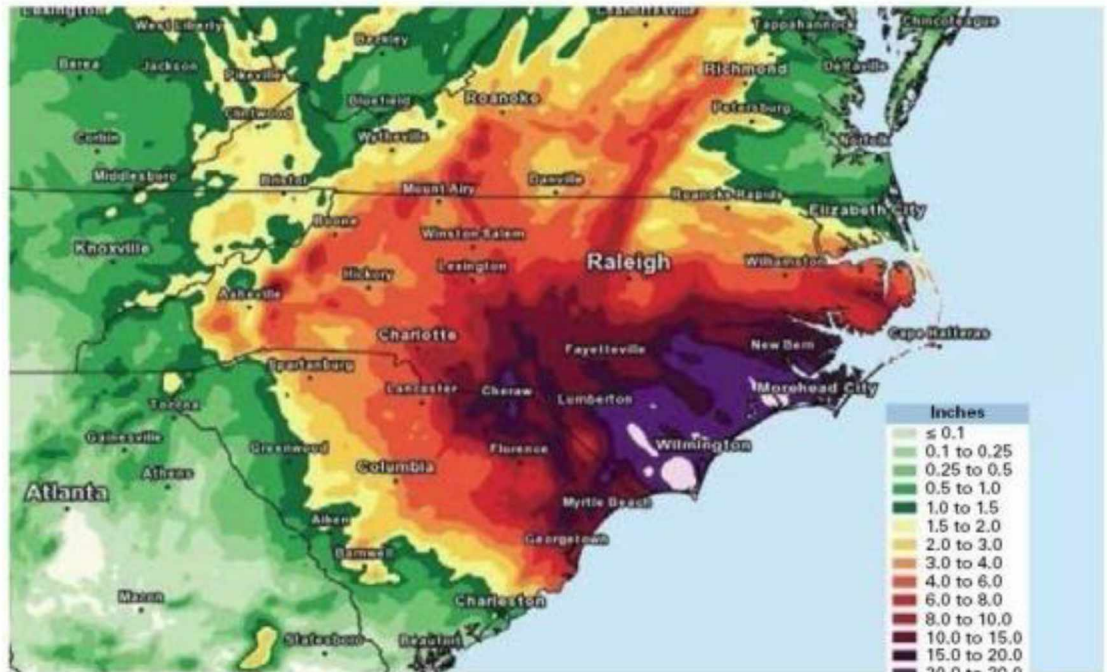 West Liberty
Tappahannock
Chincoteague
Beckley
Berea
Jackson
Pikeville
Richmond
Deltaville
Bluefield
Roanoke
Clintwood
Petersburg
Corbin
Wytheville
Norfolk
Middlesboro
Bristol
Mount Airy
Danville
Roanoke Rapids
Boone
Elizabeth City
Knoxville
Winston-Salem
Hickory
Lexington
Raleigh
Williamston
Asheville
Charlotte
Fayetteville
New Bern
Cape Hatteras
Spartanburg
Lancaster
Cheraw
Lumberton
Morehead City
Toccoa
Gainesville
Greenwood
Florence
Wilmington
Athens
Columbia
Atlanta
Myrtle Beach
Aiken
Georgetown
Barnwell
Macon
Charleston
Statesboro
Beaufort
Inches
≤ 0.1
0.1 to 0.25
0.25 to 0.5
0.5 to 1.0
1.0 to 1.5
1.5 to 2.0
2.0 to 3.0
3.0 to 4.0
4.0 to 6.0
6.0 to 8.0
8.0 to 10.0
10.0 to 15.0
15.0 to 20.0